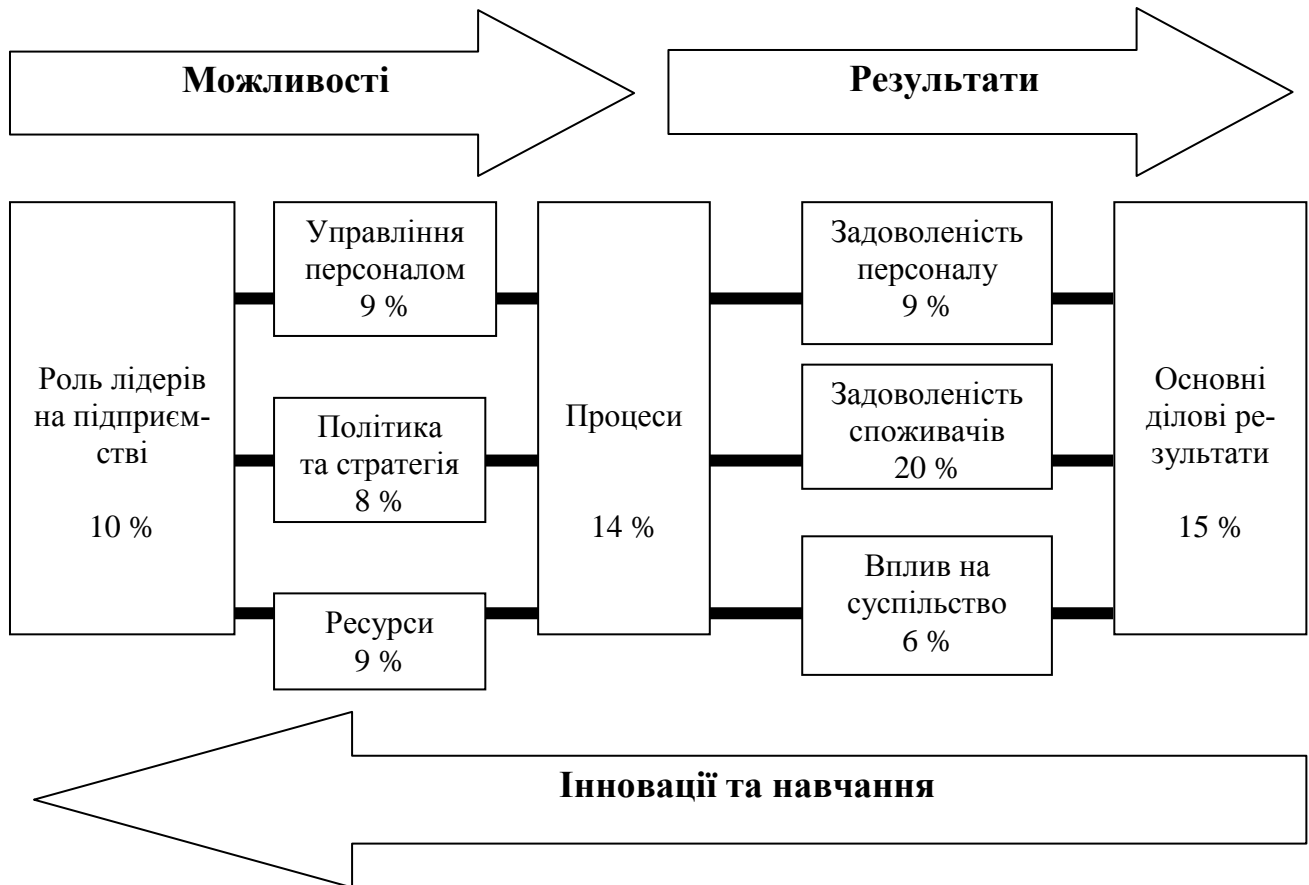 Можливості
Результати
Роль лідерів
на підприєм-
стві
10 %
Управління
персоналом
9 %
Політика
та стратегія
8 %
Ресурси
9 %
Процеси
14 %
Задоволеність
персоналу
9 %
Задоволеність
споживачів
20 %
Вплив на
суспільство
6 %
Основні
ділові ре-
зультати
15 %
Інновації та навчання